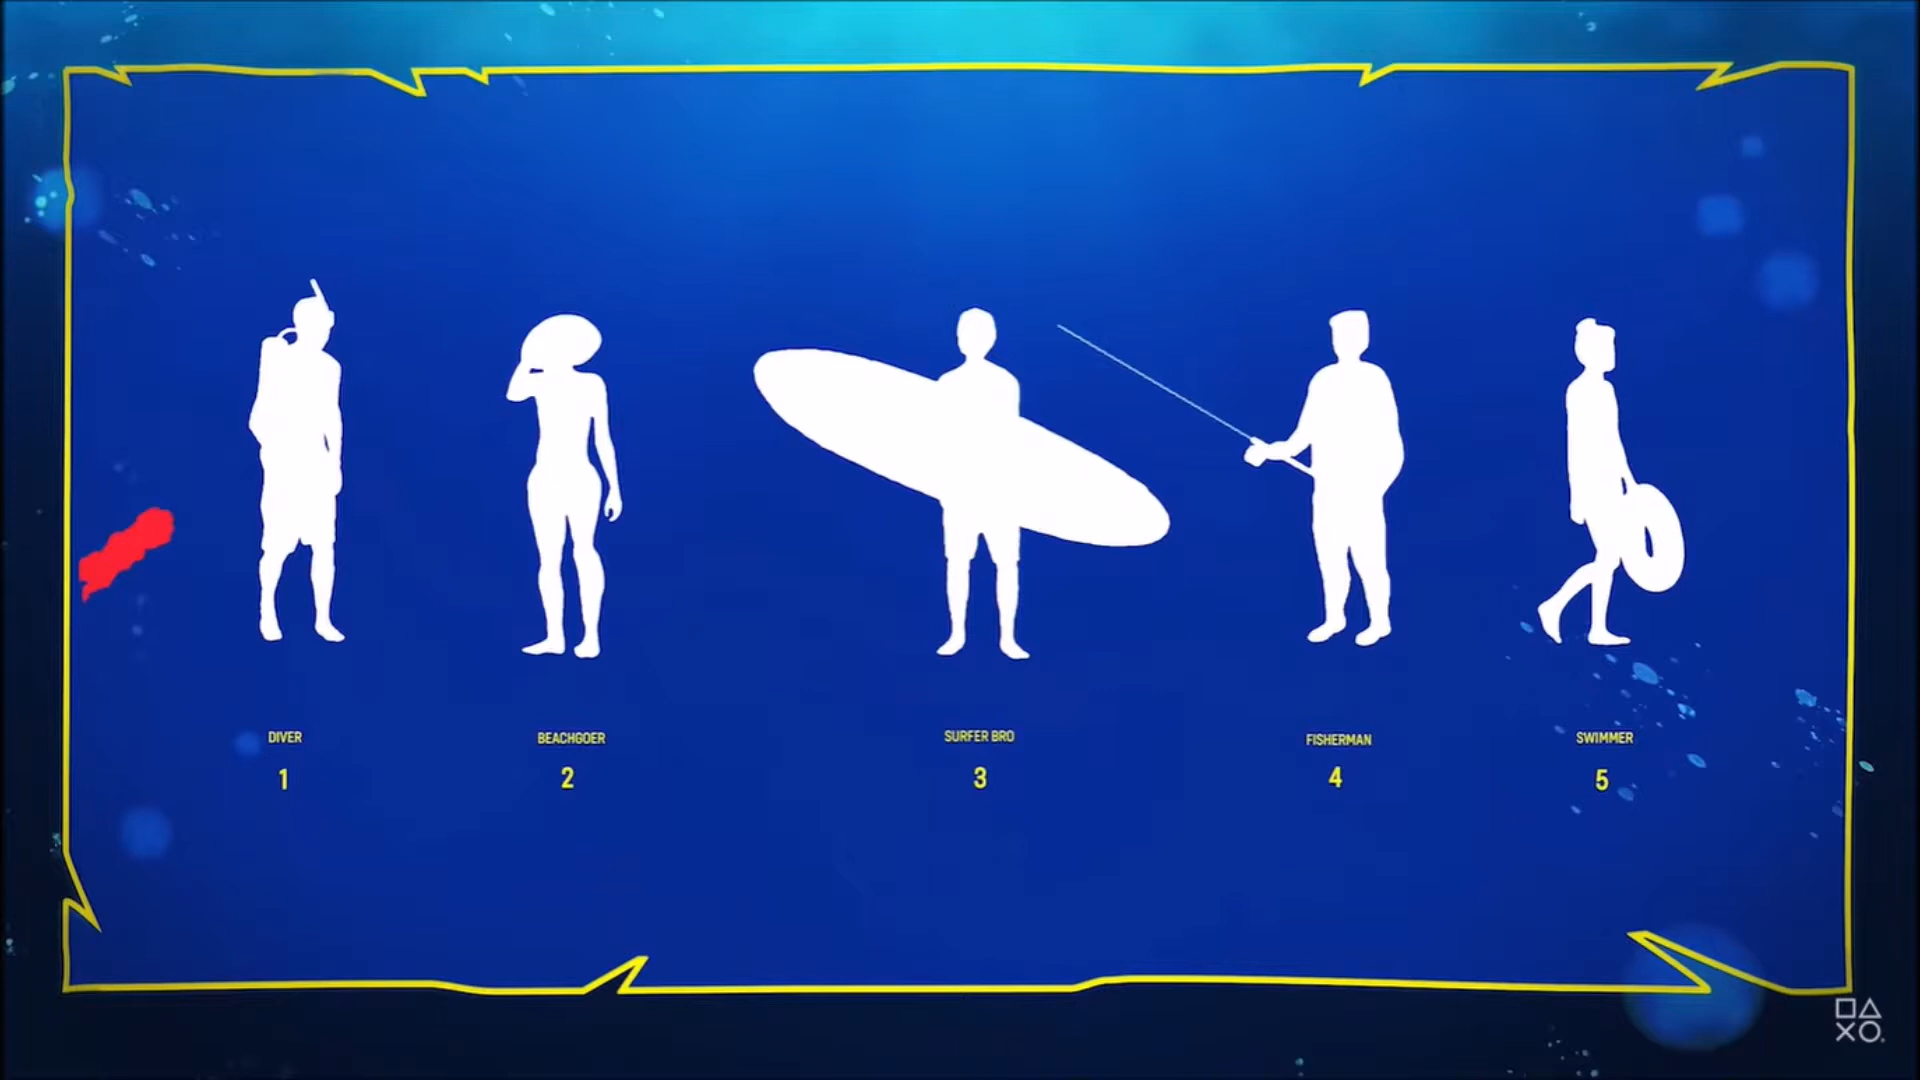 DIVER
1
BEACHGOER
2
SURFER BRO
3
FISHERMAN
4
SWIMMER
5